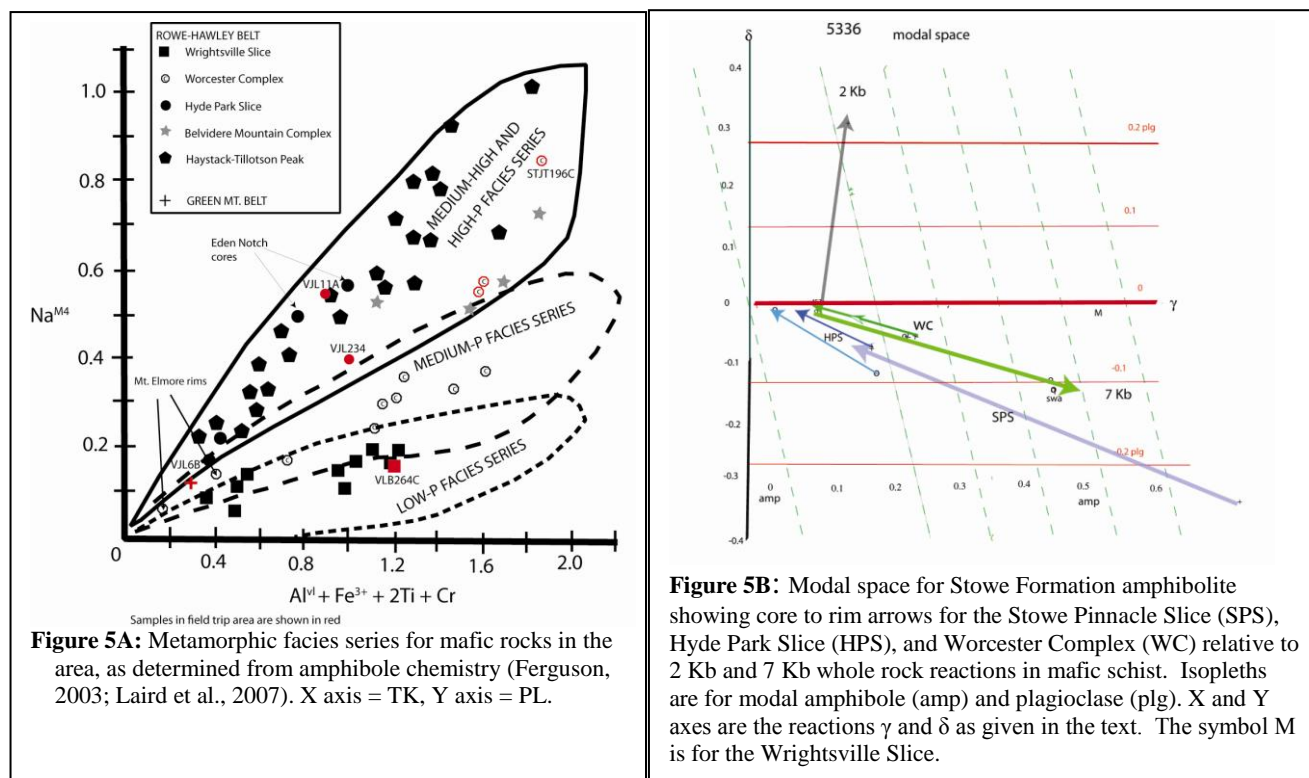 ROWE-HAWLEY BELT
Wrightsville Slice
Worcester Complex
Hyde Park Slice
Belvidere Mountain Complex
Haystack-Tillotson Peak
GREEN MT. BELT
1.0
0.8
0.6
0.4
0.2
Na^M4
Eden Notch
cores
VJL11A
VJL234
Mt. Elmore rims
VJL6B
STJT196C
VLB264C
MEDIUM-HIGH AND
HIGH-P FACIES SERIES
MEDIUM-P FACIES SERIES
LOW-P FACIES SERIES
0
0.4
0.8
1.2
1.6
2.0
Al^vl + Fe³⁺ + 2Ti + Cr
Samples in field trip area are shown in red
Figure 5A: Metamorphic facies series for mafic rocks in the
area, as determined from amphibole chemistry (Ferguson,
2003; Laird et al., 2007). X axis = TK, Y axis = PL.
δ
5336
modal space
0.4
0.3
0.2
0.1
0
-0.1
-0.2
-0.3
-0.4
2 Kb
0.2 plg
0.1
0
γ
M
WC
HPS
-0.1
swa
7 Kb
SPS
0.2 plg
0
amp
0.1
0.2
0.3
0.4
0.5
amp
0.6
Figure 5B: Modal space for Stowe Formation amphibolite
showing core to rim arrows for the Stowe Pinnacle Slice (SPS),
Hyde Park Slice (HPS), and Worcester Complex (WC) relative to
2 Kb and 7 Kb whole rock reactions in mafic schist. Isopleths
are for modal amphibole (amp) and plagioclase (plg). X and Y
axes are the reactions γ and δ as given in the text. The symbol M
is for the Wrightsville Slice.